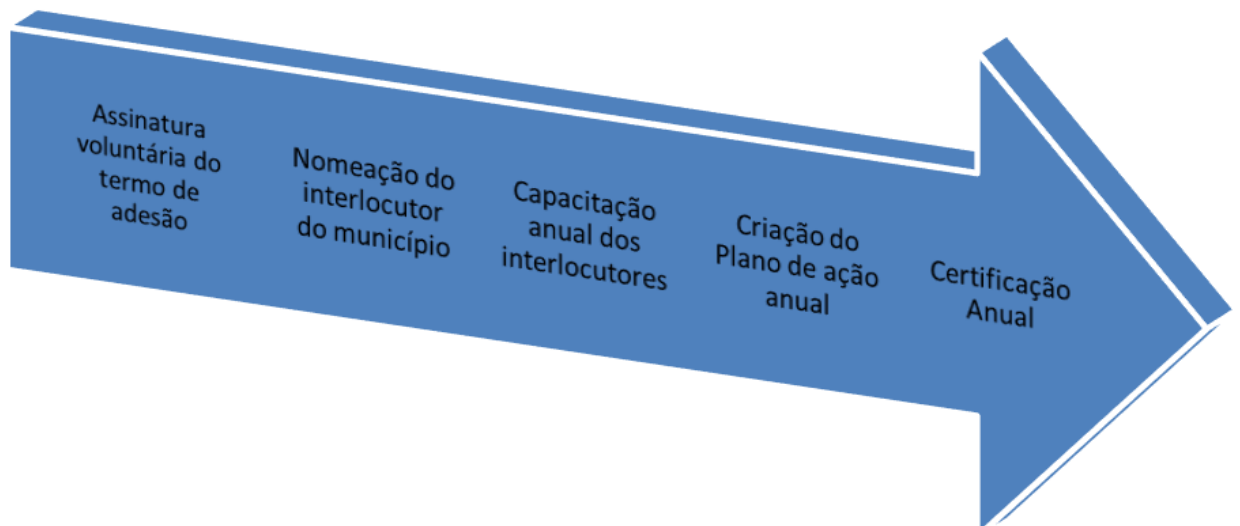 Assinatura
voluntária do
termo de
adesão
Nomeação do
interlocutor
do município
Capacitação
anual dos
interlocutores
Criação do
Plano de ação
anual
Certificação
Anual